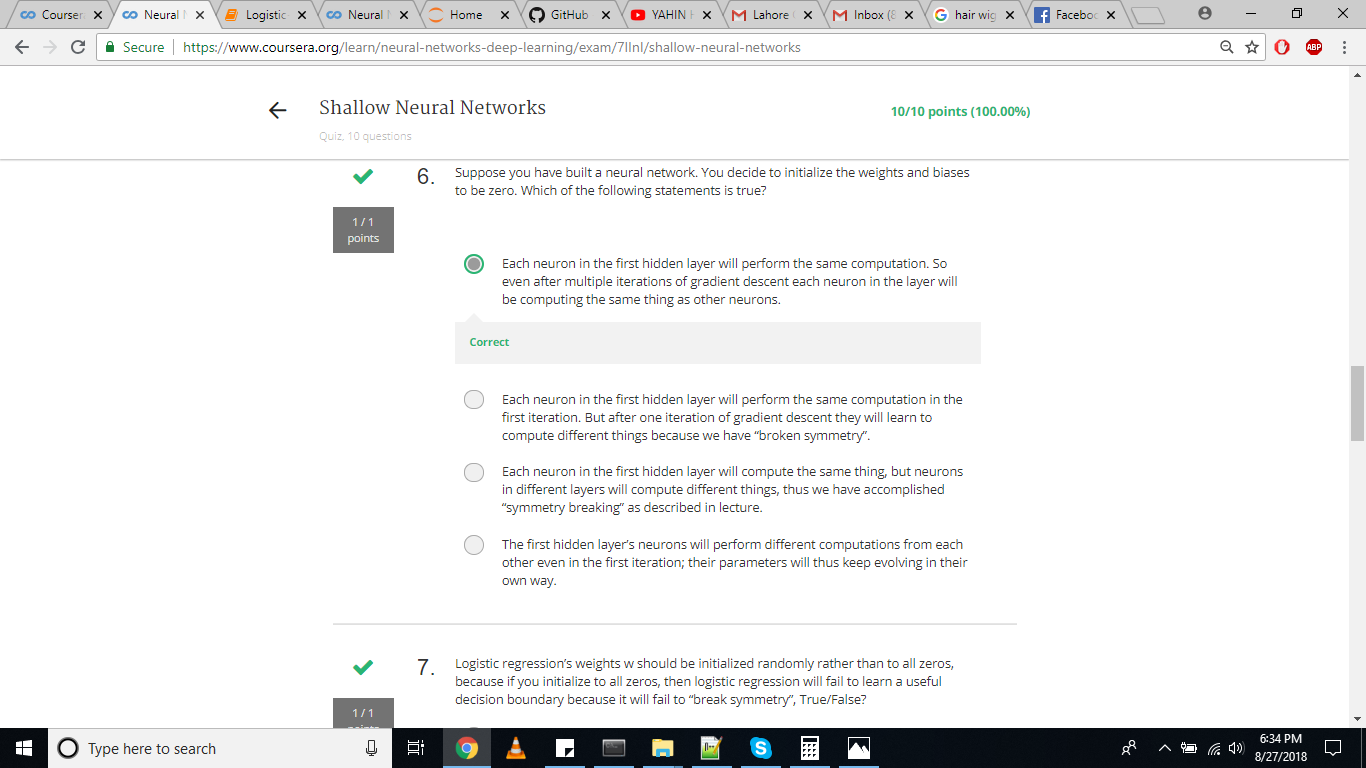 Coursera
Neural N
Logistic
Neural N
Home
GitHub
YAHIN
Lahore
Inbox (8
hair wig
Faceboo
Secure
https://www.coursera.org/learn/neural-networks-deep-learning/exam/7lInI/shallow-neural-networks
ABP
Shallow Neural Networks
10/10 points (100.00%)
Quiz, 10 questions
6.
Suppose you have built a neural network. You decide to initialize the weights and biases
to be zero. Which of the following statements is true?
1 / 1
points
Each neuron in the first hidden layer will perform the same computation. So
even after multiple iterations of gradient descent each neuron in the layer will
be computing the same thing as other neurons.
Correct
Each neuron in the first hidden layer will perform the same computation in the
first iteration. But after one iteration of gradient descent they will learn to
compute different things because we have “broken symmetry”.
Each neuron in the first hidden layer will compute the same thing, but neurons
in different layers will compute different things, thus we have accomplished
“symmetry breaking” as described in lecture.
The first hidden layer’s neurons will perform different computations from each
other even in the first iteration; their parameters will thus keep evolving in their
own way.
7.
Logistic regression’s weights w should be initialized randomly rather than to all zeros,
because if you initialize to all zeros, then logistic regression will fail to learn a useful
decision boundary because it will fail to “break symmetry”, True/False?
1 / 1
points
Type here to search
6:34 PM
8/27/2018